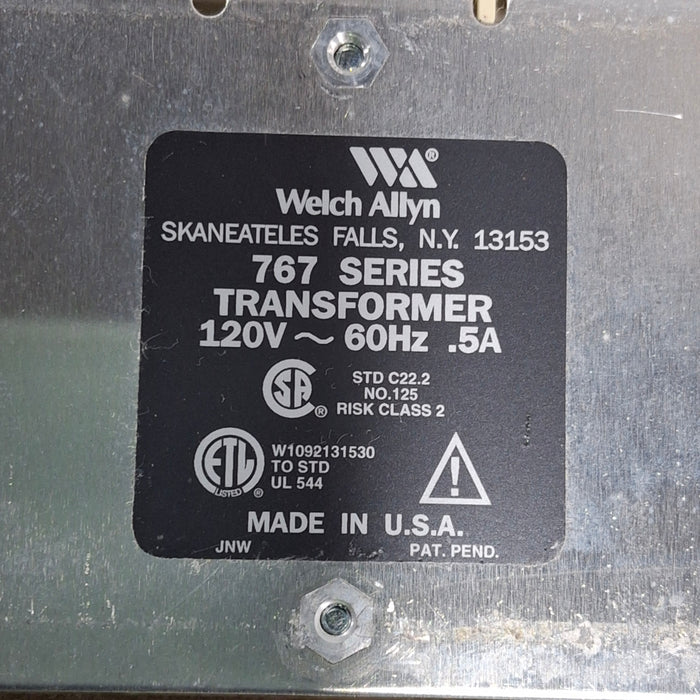 WA®
Welch Allyn
SKANEATELES FALLS, N.Y. 13153
767 SERIES
TRANSFORMER
120V ~ 60Hz .5A
SA ®
STD C22.2
NO.125
RISK CLASS 2
ETL
LISTED ®
W1092131530
TO STD
UL 544
!
MADE IN U.S.A.
JNW PAT. PEND.